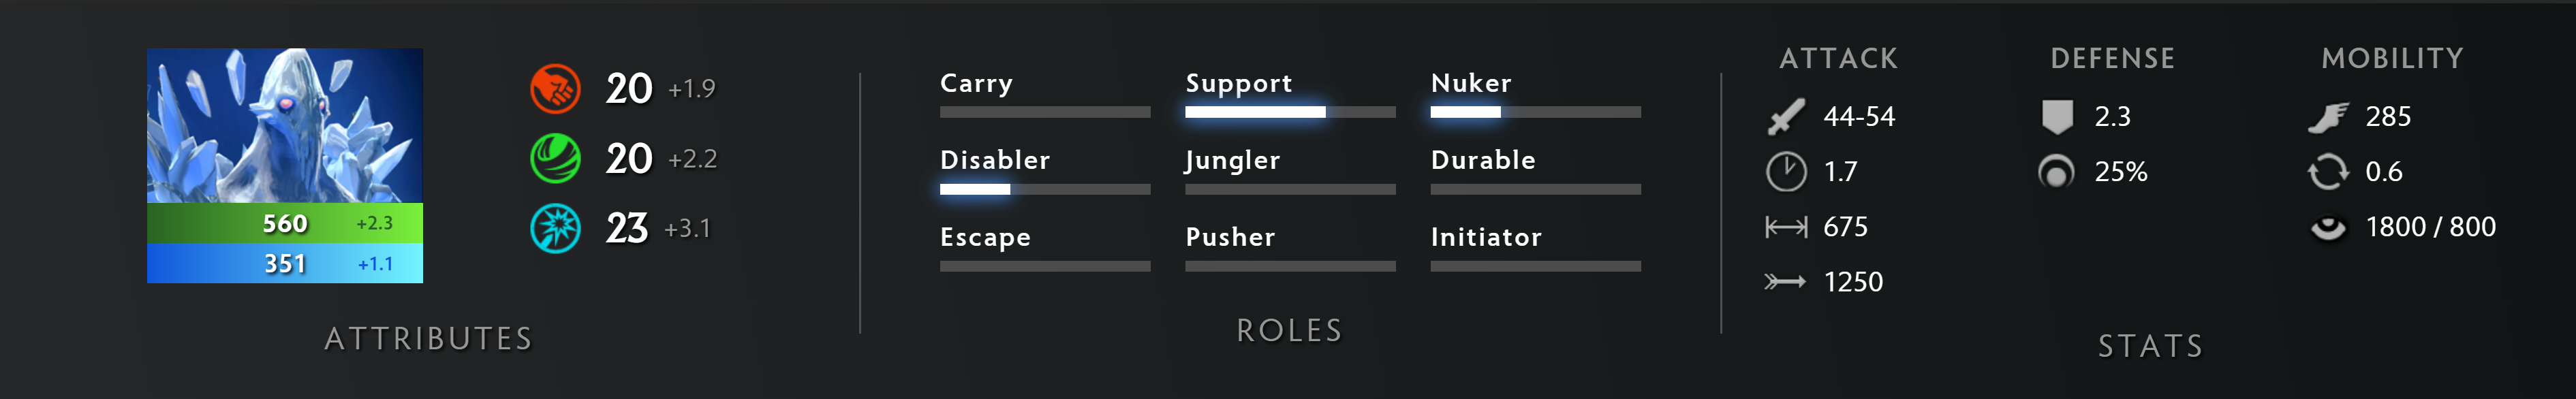 560 +2.3
351 +1.1
20 +1.9
20 +2.2
23 +3.1
ATTRIBUTES
Carry Support Nuker
Disabler Jungler Durable
Escape Pusher Initiator
ROLES
ATTACK DEFENSE MOBILITY
44-54 2.3 285
1.7 25% 0.6
675 1800 / 800
1250
STATS